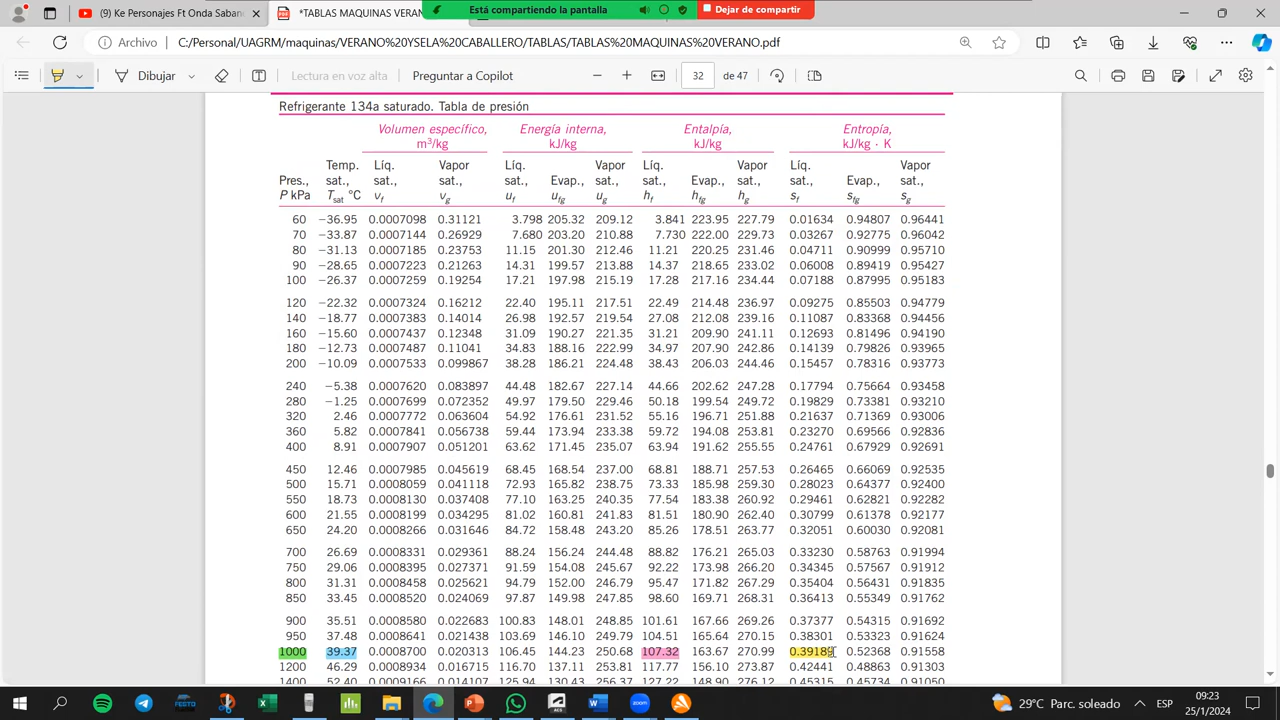 (9) Ke Personajes Ft Onda Saban
*TABLAS MAQUINAS VERAN
Está compartiendo la pantalla
Dejar de compartir
Archivo
C:/Personal/UAGRM/maquinas/VERANO%20YSELA%20CABALLERO/TABLAS/TABLAS%20MAQUINAS%20VERANO.pdf
Dibujar
Lectura en voz alta
Preguntar a Copilot
32
de 47
Refrigerante 134a saturado. Tabla de presión
Volumen específico, Energía interna, Entalpía, Entropía,
m³/kg kJ/kg kJ/kg kJ/kg · K
Temp. Líq. Vapor Líq. Vapor Líq. Vapor Líq. Vapor
Pres., sat., sat., sat., sat., Evap., sat., sat., Evap., sat., sat., Evap., sat.,
P kPa Tsat °C vf vg uf ufg ug hf hfg hg sf sfg sg
60 −36.95 0.0007098 0.31121 3.798 205.32 209.12 3.841 223.95 227.79 0.01634 0.94807 0.96441
70 −33.87 0.0007144 0.26929 7.680 203.20 210.88 7.730 222.00 229.73 0.03267 0.92775 0.96042
80 −31.13 0.0007185 0.23753 11.15 201.30 212.46 11.21 220.25 231.46 0.04711 0.90999 0.95710
90 −28.65 0.0007223 0.21263 14.31 199.57 213.88 14.37 218.65 233.02 0.06008 0.89419 0.95427
100 −26.37 0.0007259 0.19254 17.21 197.98 215.19 17.28 217.16 234.44 0.07188 0.87995 0.95183
120 −22.32 0.0007324 0.16212 22.40 195.11 217.51 22.49 214.48 236.97 0.09275 0.85503 0.94779
140 −18.77 0.0007383 0.14014 26.98 192.57 219.54 27.08 212.08 239.16 0.11087 0.83368 0.94456
160 −15.60 0.0007437 0.12348 31.09 190.27 221.35 31.21 209.90 241.11 0.12693 0.81496 0.94190
180 −12.73 0.0007487 0.11041 34.83 188.16 222.99 34.97 207.90 242.86 0.14139 0.79826 0.93965
200 −10.09 0.0007533 0.099867 38.28 186.21 224.48 38.43 206.03 244.46 0.15457 0.78316 0.93773
240 −5.38 0.0007620 0.083897 44.48 182.67 227.14 44.66 202.62 247.28 0.17794 0.75664 0.93458
280 −1.25 0.0007699 0.072352 49.97 179.50 229.46 50.18 199.54 249.72 0.19829 0.73381 0.93210
320 2.46 0.0007772 0.063604 54.92 176.61 231.52 55.16 196.71 251.88 0.21637 0.71369 0.93006
360 5.82 0.0007841 0.056738 59.44 173.94 233.38 59.72 194.08 253.81 0.23270 0.69566 0.92836
400 8.91 0.0007907 0.051201 63.62 171.45 235.07 63.94 191.62 255.55 0.24761 0.67929 0.92691
450 12.46 0.0007985 0.045619 68.45 168.54 237.00 68.81 188.71 257.53 0.26465 0.66069 0.92535
500 15.71 0.0008059 0.041118 72.93 165.82 238.75 73.33 185.98 259.30 0.28023 0.64377 0.92400
550 18.73 0.0008130 0.037408 77.10 163.25 240.35 77.54 183.38 260.92 0.29461 0.62821 0.92282
600 21.55 0.0008199 0.034295 81.02 160.81 241.83 81.51 180.90 262.40 0.30799 0.61378 0.92177
650 24.20 0.0008266 0.031646 84.72 158.48 243.20 85.26 178.51 263.77 0.32051 0.60030 0.92081
700 26.69 0.0008331 0.029361 88.24 156.24 244.48 88.82 176.21 265.03 0.33230 0.58763 0.91994
750 29.06 0.0008395 0.027371 91.59 154.08 245.67 92.22 173.98 266.20 0.34345 0.57567 0.91912
800 31.31 0.0008458 0.025621 94.79 152.00 246.79 95.47 171.82 267.29 0.35404 0.56431 0.91835
850 33.45 0.0008520 0.024069 97.87 149.98 247.85 98.60 169.71 268.31 0.36413 0.55349 0.91762
900 35.51 0.0008580 0.022683 100.83 148.01 248.85 101.61 167.66 269.26 0.37377 0.54315 0.91692
950 37.48 0.0008641 0.021438 103.69 146.10 249.79 104.51 165.64 270.15 0.38301 0.53323 0.91624
1000 39.37 0.0008700 0.020313 106.45 144.23 250.68 107.32 163.67 270.99 0.39189 0.52368 0.91558
1200 46.29 0.0008934 0.016715 116.70 137.11 253.81 117.77 156.10 273.87 0.42441 0.48863 0.91303
1400 52.40 0.0009166 0.014107 125.94 130.43 256.37 127.22 148.90 276.12 0.45315 0.45734 0.91050
29°C Parc. soleado
ESP
09:23
25/1/2024